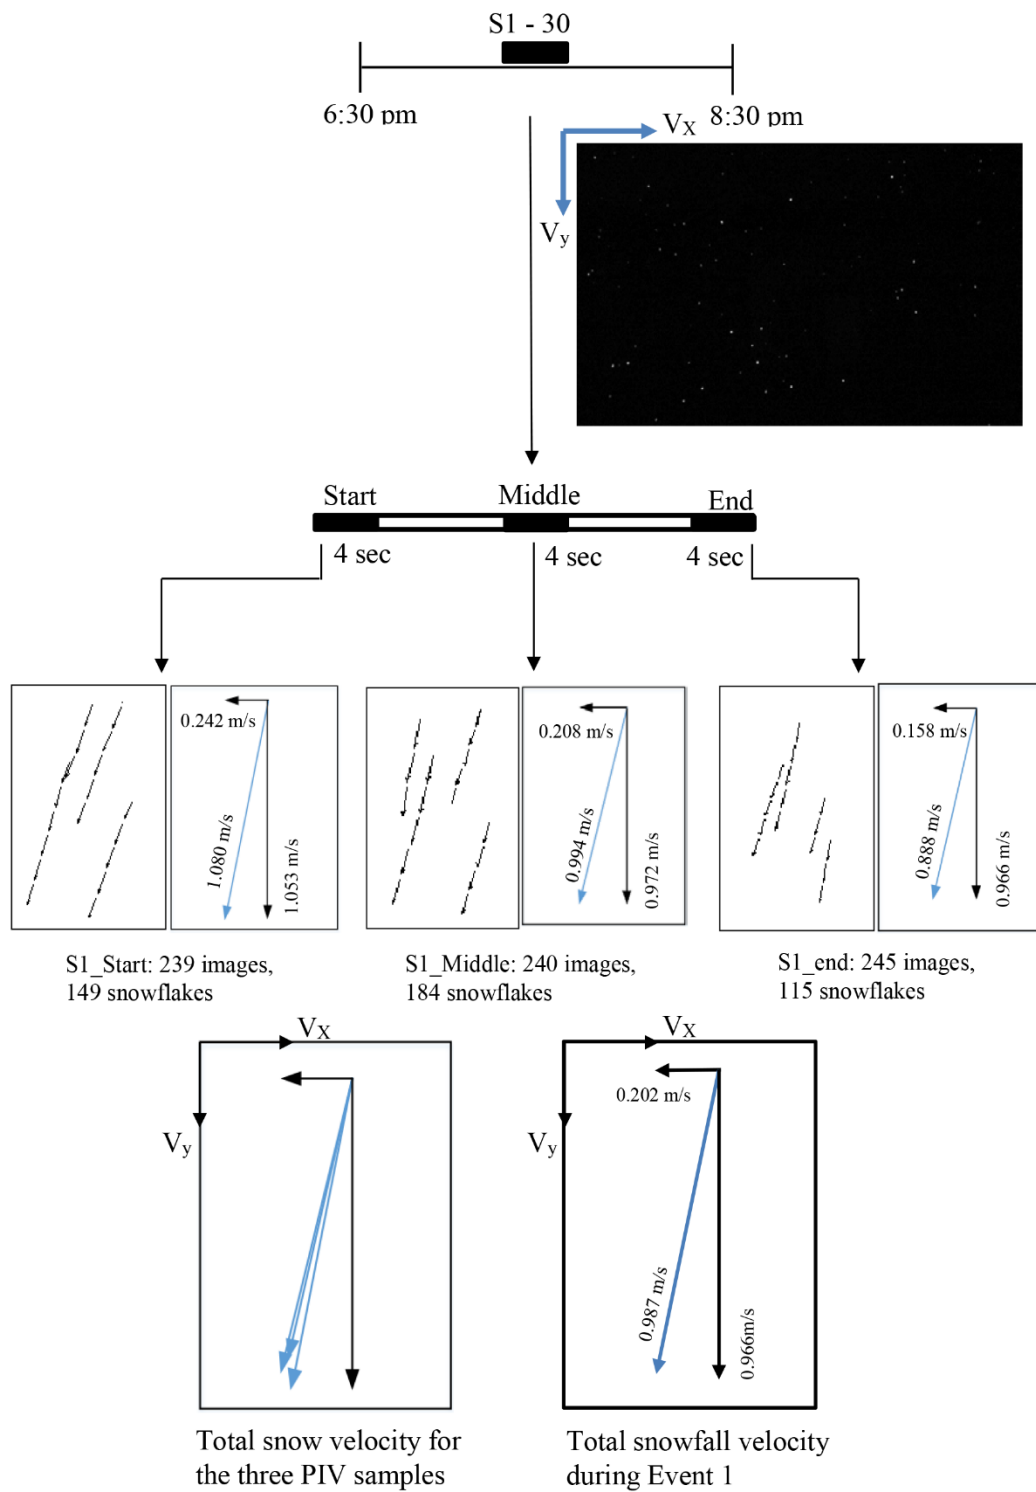 S1 - 30
6:30 pm
8:30 pm
VX
Vy
Start
Middle
End
4 sec
4 sec
4 sec
0.242 m/s
1.080 m/s
1.053 m/s
0.208 m/s
0.994 m/s
0.972 m/s
0.158 m/s
0.888 m/s
0.966 m/s
S1_Start: 239 images,
149 snowflakes
S1_Middle: 240 images,
184 snowflakes
S1_end: 245 images,
115 snowflakes
VX
Vy
Total snow velocity for
the three PIV samples
VX
Vy
0.202 m/s
0.987 m/s
0.966m/s
Total snowfall velocity
during Event 1